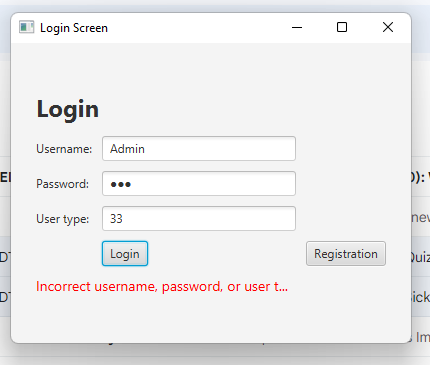 Login Screen
Login
Username: Admin
Password: ●●●
User type: 33
Login Registration
Incorrect username, password, or user t...